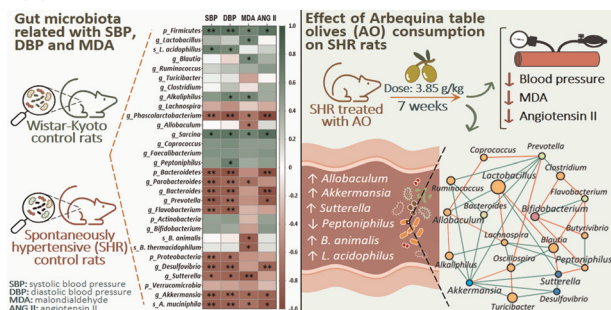 Gut microbiota
related with SBP,
DBP and MDA
Wistar-Kyoto
control rats
Spontaneously
hypertensive (SHR)
control rats
SBP: systolic blood pressure
DBP: diastolic blood pressure
MDA: malondialdehyde
ANG II: angiotensin II
SBP DBP MDA ANG II
p_Firmicutes
g_Lactobacillus
s_L. acidophilus
g_Blautia
g_Ruminococcus
g_Turicibacter
g_Clostridium
g_Alkaliphilus
g_Lachnospira
g_Phascolarctobacterium
g_Allobaculum
g_Sarcina
g_Coprococcus
g_Faecalibacterium
g_Peptoniphilus
p_Bacteroidetes
g_Parabacteroides
g_Bacteroides
g_Prevotella
g_Flavobacterium
p_Actinobacteria
g_Bifidobacterium
s_B. animalis
s_B. thermacidophilum
p_Proteobacteria
g_Desulfovibrio
g_Sutterella
p_Verrucomicrobia
g_Akkermansia
s_A. muciniphila
1.0
0.8
0.6
0.4
0.2
0
-0.2
-0.4
-0.6
-0.8
-1.0
Effect of Arbequina table
olives (AO) consumption
on SHR rats
SHR treated
with AO
Dose: 3.85 g/kg
7 weeks
↓ Blood pressure
↓ MDA
↓ Angiotensin II
↑ Allobaculum
↑ Akkermansia
↑ Sutterella
↓ Peptoniphilus
↑ B. animalis
↑ L. acidophilus
Coprococcus
Prevotella
Lactobacillus
Clostridium
Ruminococcus
Flavobacterium
Bacteroides
Bifidobacterium
Allobaculum
Butyrivibrio
Lachnospira
Blautia
Alkaliphilus
Oscillospira
Peptoniphilus
Akkermansia
Sutterella
Desulfovibrio
Turicibacter